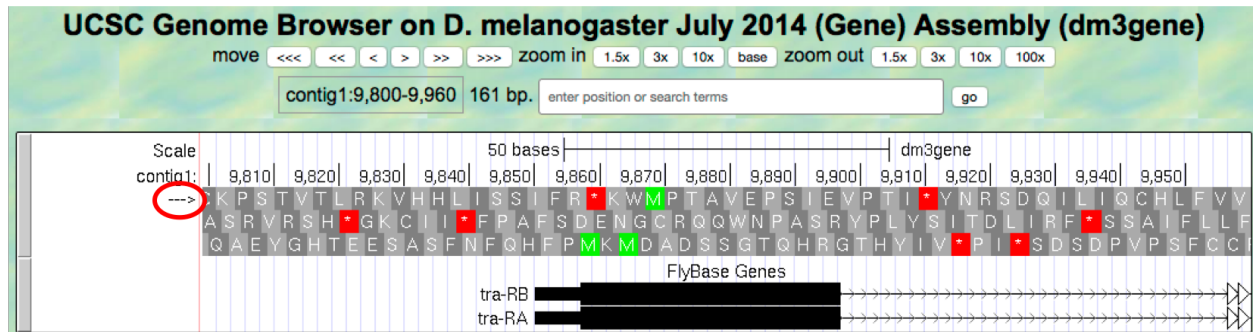 UCSC Genome Browser on D. melanogaster July 2014 (Gene) Assembly (dm3gene)
move <<< << < > >> >>> zoom in 1.5x 3x 10x base zoom out 1.5x 3x 10x 100x
contig1:9,800-9,960 161 bp. enter position or search terms go
Scale 50 bases dm3gene
contig1: 9,810 9,820 9,830 9,840 9,850 9,860 9,870 9,880 9,890 9,900 9,910 9,920 9,930 9,940 9,950
---> C K P S T V T L R K V H H L I S S I F R * K W M P T A V E P S I E V P T I * Y N R S D Q I L I Q C H L F V V
A S R V R S H * G K C I I * F P A F S D E N G C R Q Q W N P A S R Y P L Y S I T D L I R F * S S A I F L L F
Q A E Y G H T E E S A S F N F Q H F P M K M D A D S S G T Q H R G T H Y I V * P I * S D S D P V P S F C C
FlyBase Genes
tra-RB
tra-RA